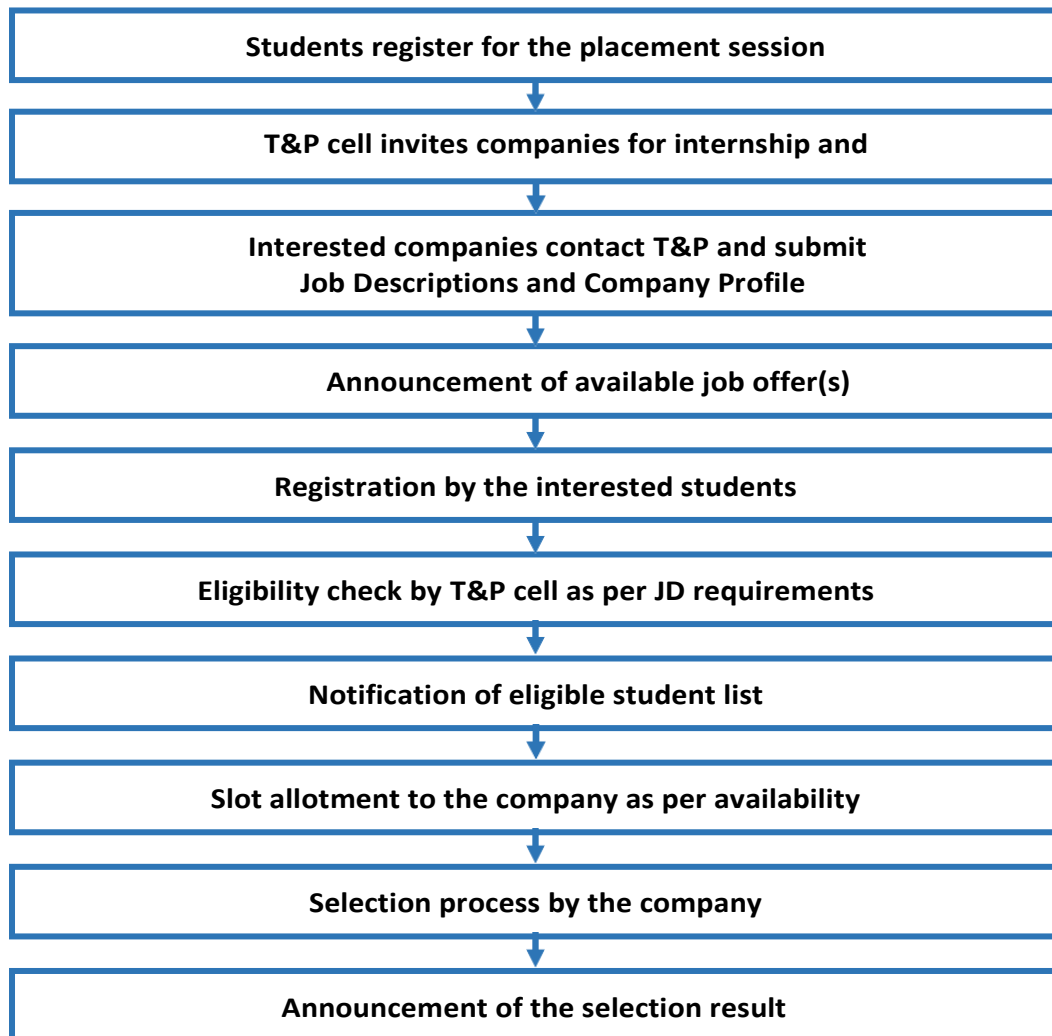 Students register for the placement session
T&P cell invites companies for internship and
Interested companies contact T&P and submit
Job Descriptions and Company Profile
Announcement of available job offer(s)
Registration by the interested students
Eligibility check by T&P cell as per JD requirements
Notification of eligible student list
Slot allotment to the company as per availability
Selection process by the company
Announcement of the selection result